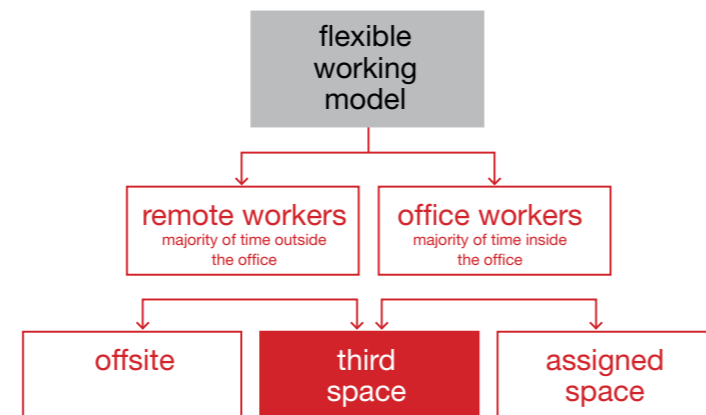 flexible
working
model
remote workers
majority of time outside
the office
office workers
majority of time inside
the office
offsite
third
space
assigned
space